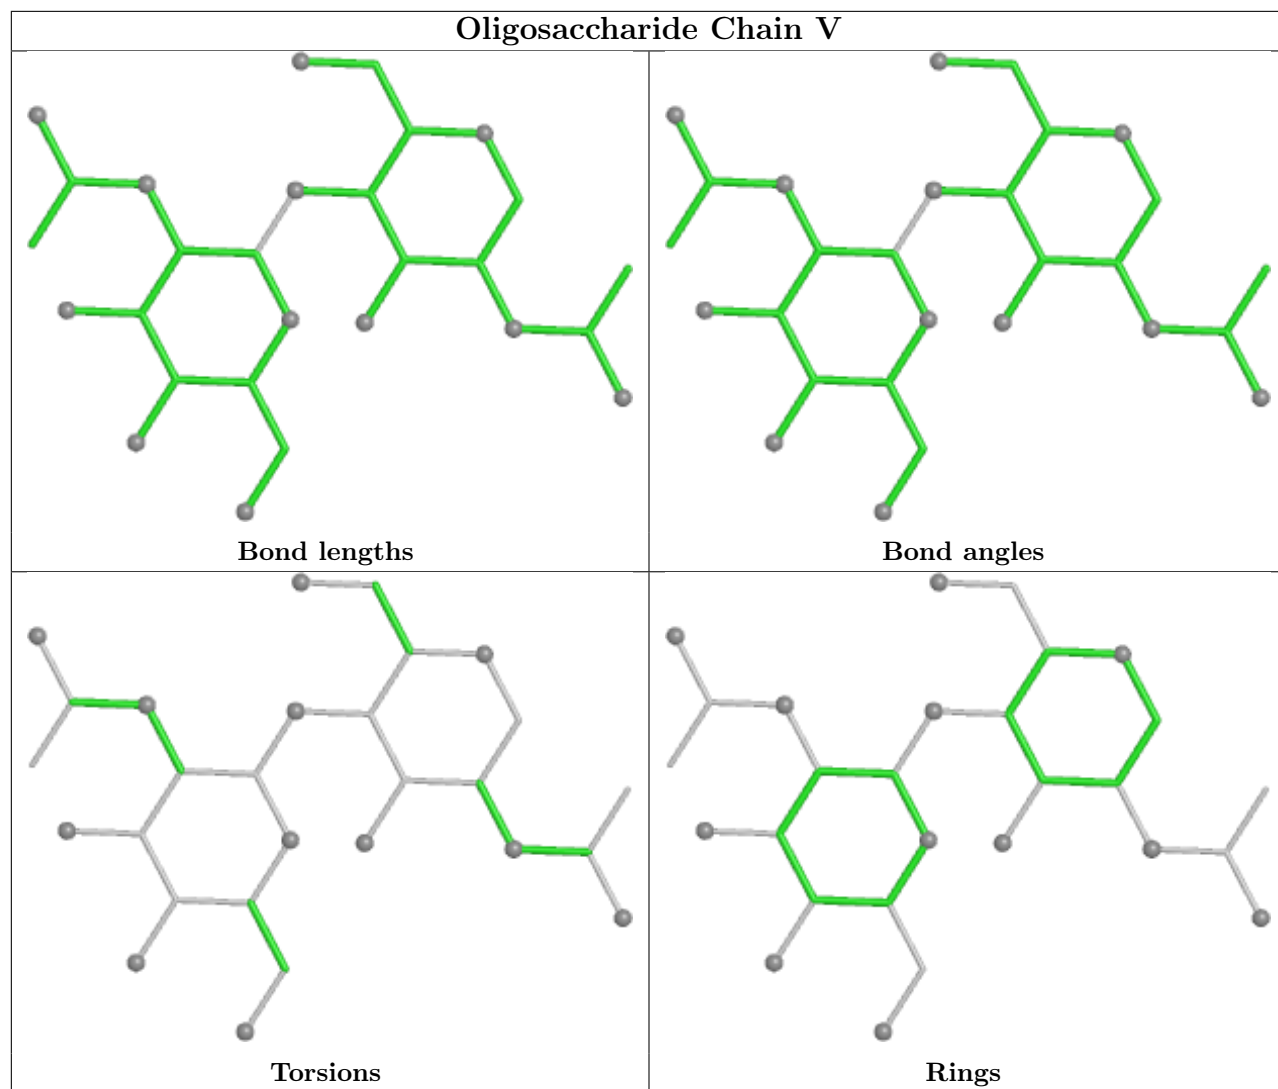 Oligosaccharide Chain V
Bond lengths
Bond angles
Torsions
Rings